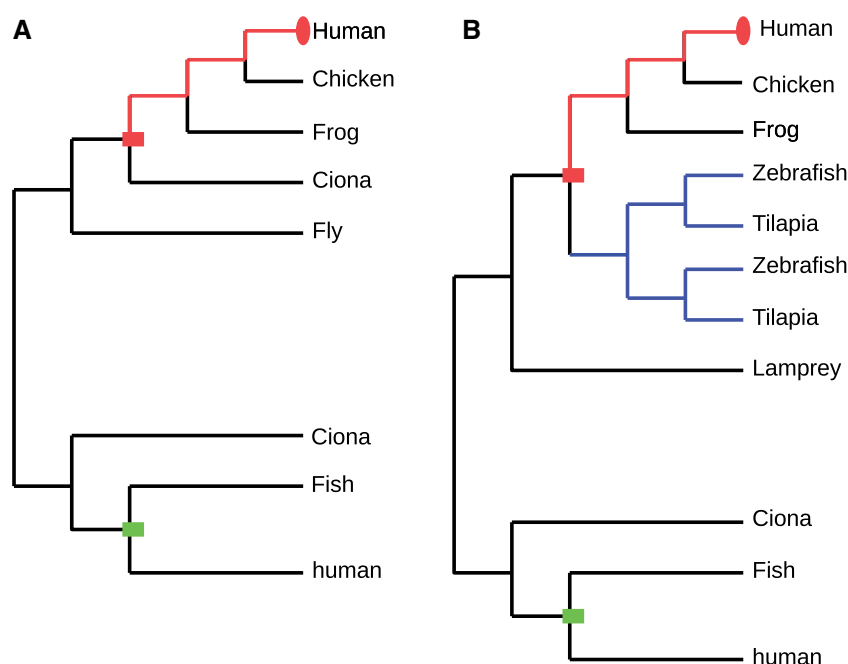 A
Human
Chicken
Frog
Ciona
Fly
Ciona
Fish
human
B
Human
Chicken
Frog
Zebrafish
Tilapia
Zebrafish
Tilapia
Lamprey
Ciona
Fish
human